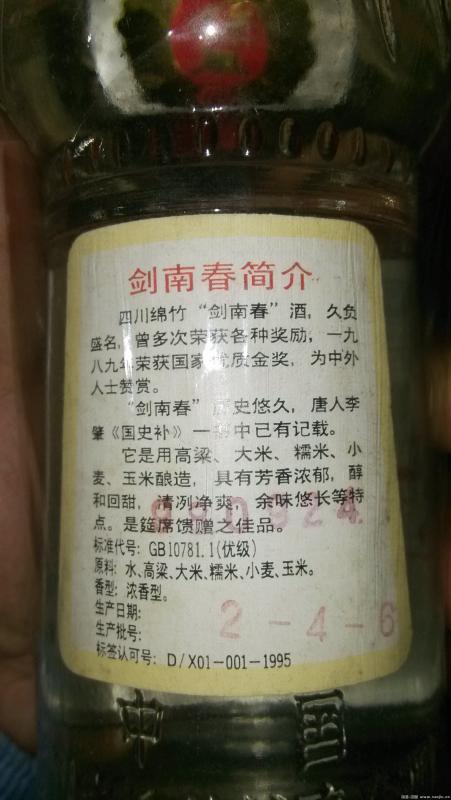 剑南春简介
四川绵竹“剑南春”酒，久负
盛名，曾多次荣获各种奖励，一九
八九年荣获国家优质金奖，为中外
人士赞赏。
“剑南春”历史悠久，唐人李
肇《国史补》一书中已有记载。
它是用高梁、大米、糯米、小
麦、玉米酿造，具有芳香浓郁，醇
和回甜，清冽净爽，余味悠长等特
点。是筵席馈赠之佳品。
标准代号：GB10781.1(优级)
原料：水、高梁、大米、糯米、小麦、玉米。
香型：浓香型。
生产日期：
生产批号：2-4-6
标签认可号：D/X01-001-1995
中国